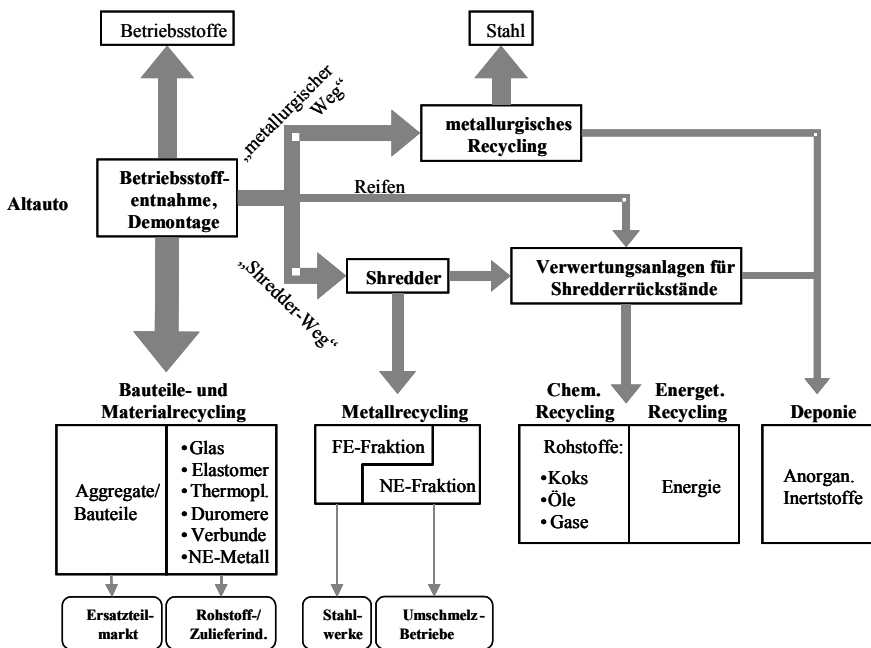 Betriebsstoffe
Stahl
„metallurgischer
Weg“
metallurgisches
Recycling
Altauto
Betriebsstoff-
entnahme,
Demontage
Reifen
„Shredder-Weg“
Shredder
Verwertungsanlagen für
Shredderrückstände
Bauteile- und
Materialrecycling
Metallrecycling
Chem.
Recycling
Energet.
Recycling
Deponie
Aggregate/
Bauteile
•Glas
•Elastomer
•Thermopl.
•Duromere
•Verbunde
•NE-Metall
FE-Fraktion
NE-Fraktion
Rohstoffe:
•Koks
•Öle
•Gase
Energie
Anorgan.
Inertstoffe
Ersatzteil-
markt
Rohstoff-/
Zulieferind.
Stahl-
werke
Umschmelz-
Betriebe